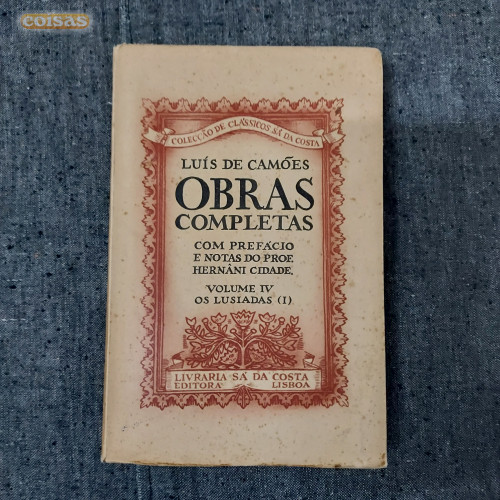 coisas
COLECÇÃO DE CLÁSSICOS SÁ DA COSTA
LUÍS DE CAMÕES
OBRAS
COMPLETAS
COM PREFÁCIO
E NOTAS DO PROF.
HERNÂNI CIDADE.
VOLUME IV
OS LUSIADAS (I)
LIVRARIA SÁ DA COSTA
EDITORA LISBOA